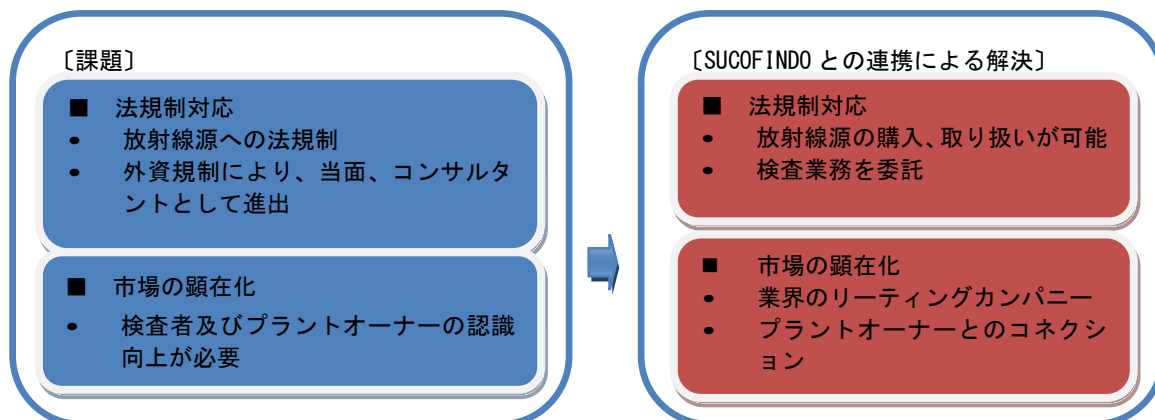 〔課題〕
■ 法規制対応
• 放射線源への法規制
• 外資規制により、当面、コンサルタ
ントとして進出
■ 市場の顕在化
• 検査者及びプラントオーナーの認識
向上が必要
〔SUCOFINDO との連携による解決〕
■ 法規制対応
• 放射線源の購入、取り扱いが可能
• 検査業務を委託
■ 市場の顕在化
• 業界のリーティングカンパニー
• プラントオーナーとのコネクシ
ョン